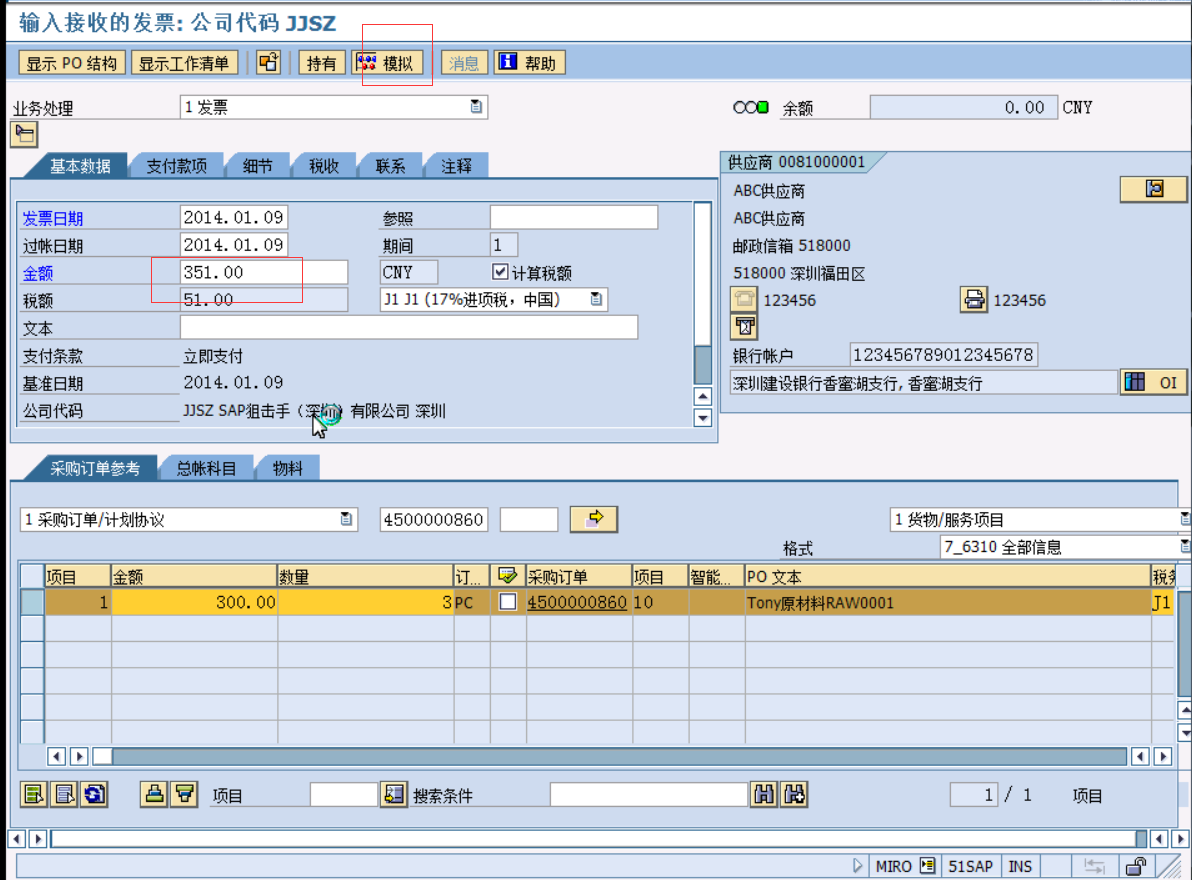 输入接收的发票: 公司代码 JJSZ
显示 PO 结构 显示工作清单 持有 模拟 消息 帮助
业务处理 1 发票 余额 0.00 CNY
基本数据 支付款项 细节 税收 联系 注释
供应商 0081000001
ABC供应商
ABC供应商
邮政信箱 518000
518000 深圳福田区
123456 123456
银行帐户 123456789012345678
深圳建设银行香蜜湖支行, 香蜜湖支行 OI
发票日期 2014.01.09 参照
过帐日期 2014.01.09 期间 1
金额 351.00 CNY 计算税额
税额 51.00 J1 J1 (17%进项税, 中国)
文本
支付条款 立即支付
基准日期 2014.01.09
公司代码 JJSZ SAP狙击手（深圳）有限公司 深圳
采购订单参考 总帐科目 物料
1 采购订单/计划协议 4500000860 1 货物/服务项目
格式 7_6310 全部信息
项目 金额 数量 订... 采购订单 项目 智能... PO 文本 税务
1 300.00 3 PC 4500000860 10 Tony原材料RAW0001 J1
项目 搜索条件 1 / 1 项目
MIRO 51SAP INS